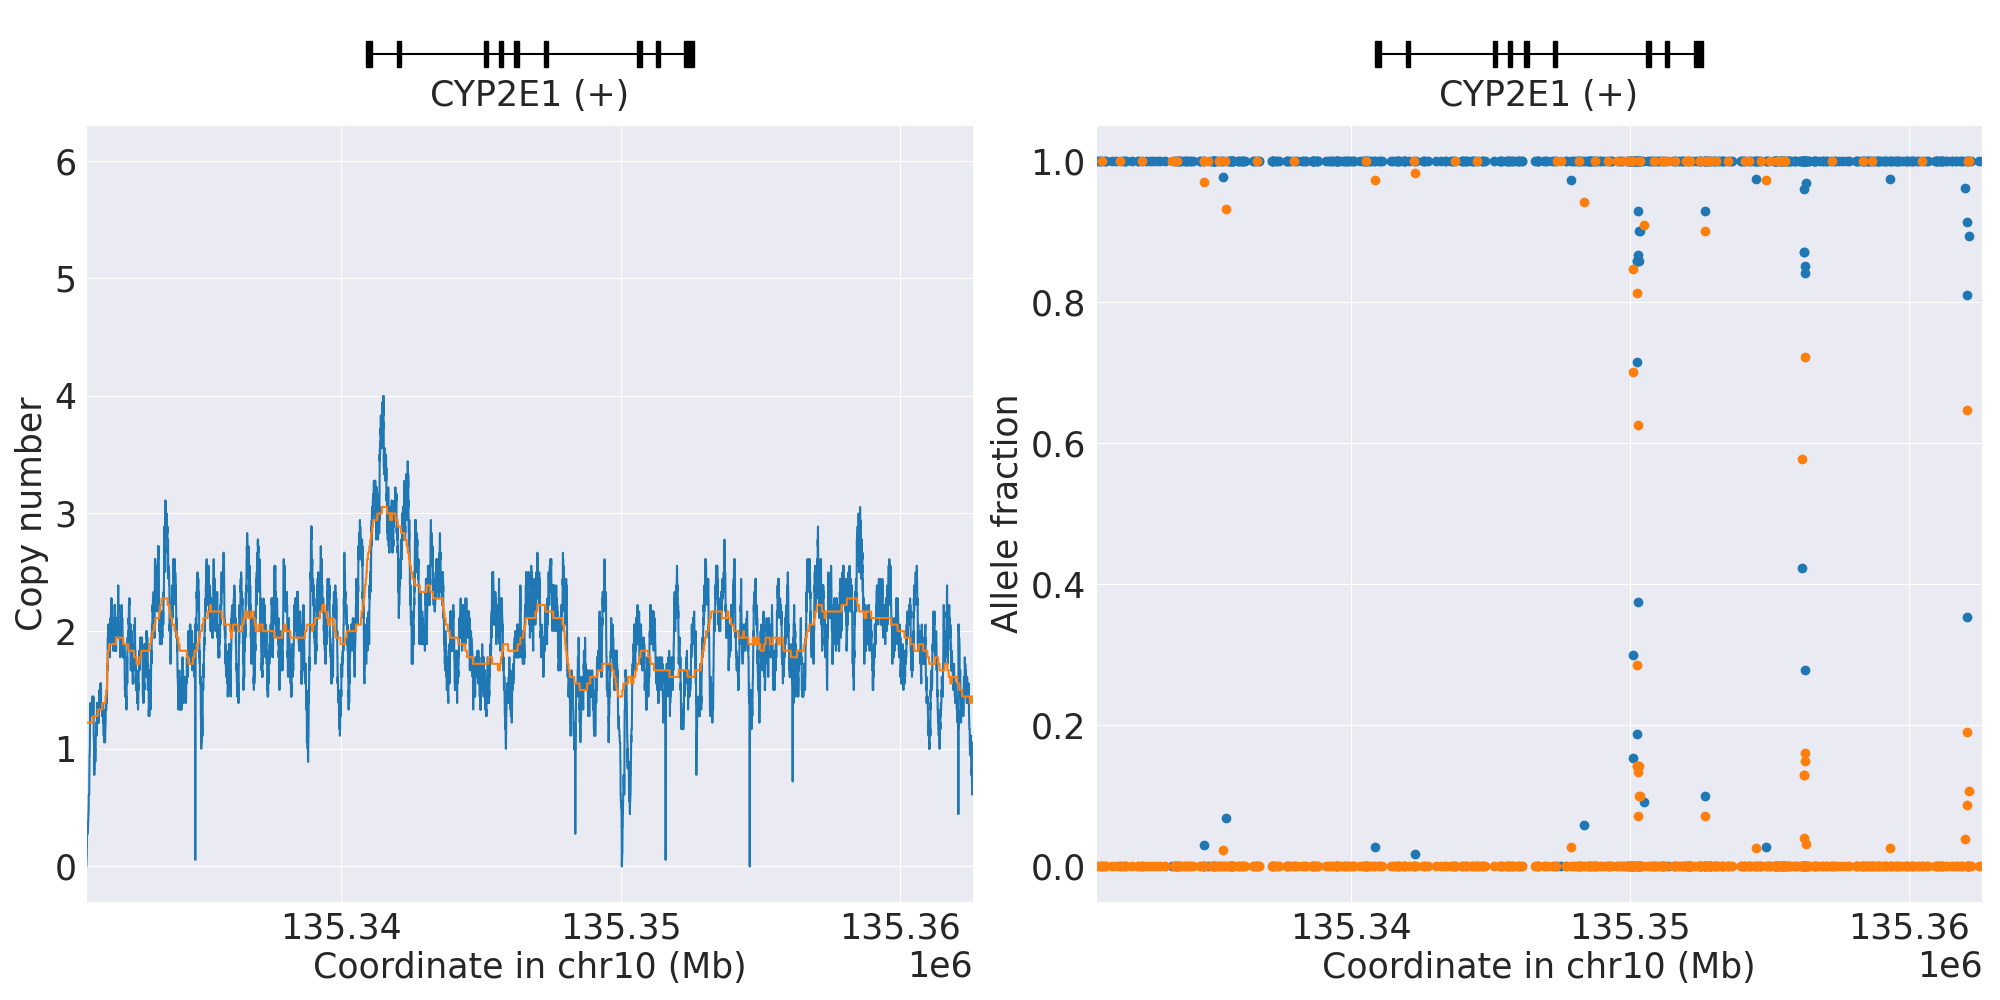 CYP2E1 (+)
CYP2E1 (+)
6
5
4
3
2
1
0
Copy number
135.34
135.35
135.36
Coordinate in chr10 (Mb)
1e6
1.0
0.8
0.6
0.4
0.2
0.0
Allele fraction
135.34
135.35
135.36
Coordinate in chr10 (Mb)
1e6